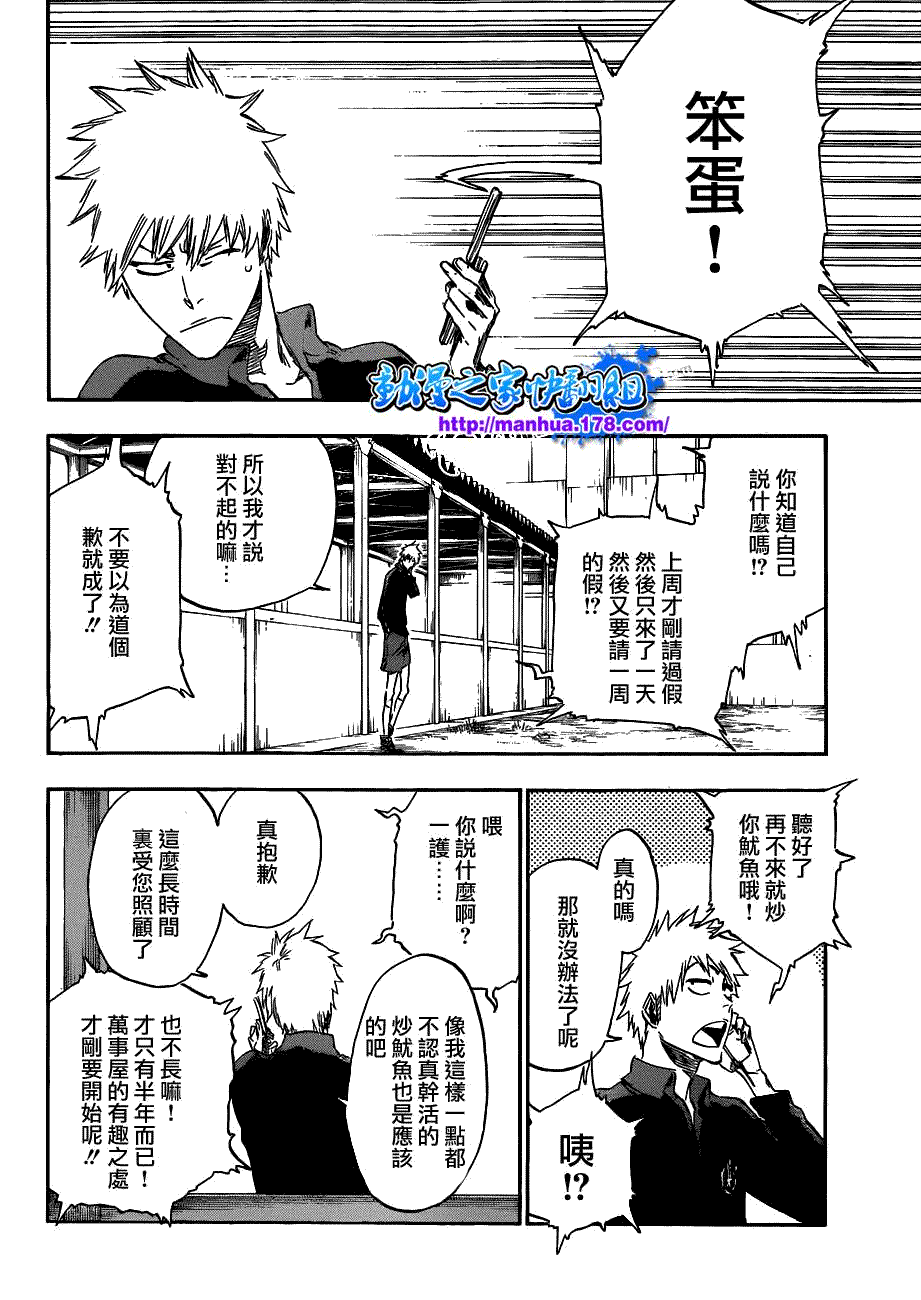 笨蛋！
動漫之家快翻組
http://manhua.178.com/
你知道自己
說什麼嗎!?
上周才剛請過假
然後只來了一天
然後又要請一周
的假!?
所以我才說
對不起的嘛…
不要以為道個
歉就成了!!
聽好了
再不來就炒
你魷魚哦！
真的嗎
那就沒辦法了呢
咦!?
喂
你説什麼啊?
一護……
像我這樣一點都
不認真幹活的
炒魷魚也是應該
的吧
真抱歉
這麼長時間
裏受您照顧了
也不長嘛！
才只有半年而已！
萬事屋的有趣之處
才剛要開始呢!!